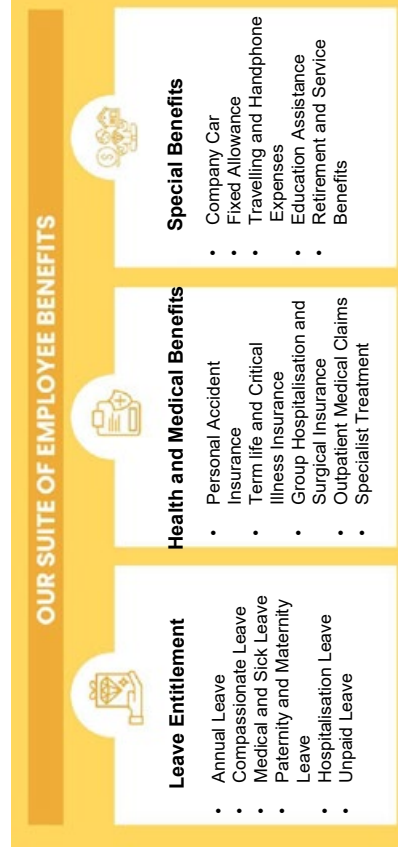 OUR SUITE OF EMPLOYEE BENEFITS
Leave Entitlement
• Annual Leave
• Compassionate Leave
• Medical and Sick Leave
• Paternity and Maternity
Leave
• Hospitalisation Leave
• Unpaid Leave
Health and Medical Benefits
• Personal Accident
Insurance
• Term life and Critical
Illness Insurance
• Group Hospitalisation and
Surgical Insurance
• Outpatient Medical Claims
• Specialist Treatment
Special Benefits
• Company Car
• Fixed Allowance
• Travelling and Handphone
Expenses
• Education Assistance
• Retirement and Service
Benefits